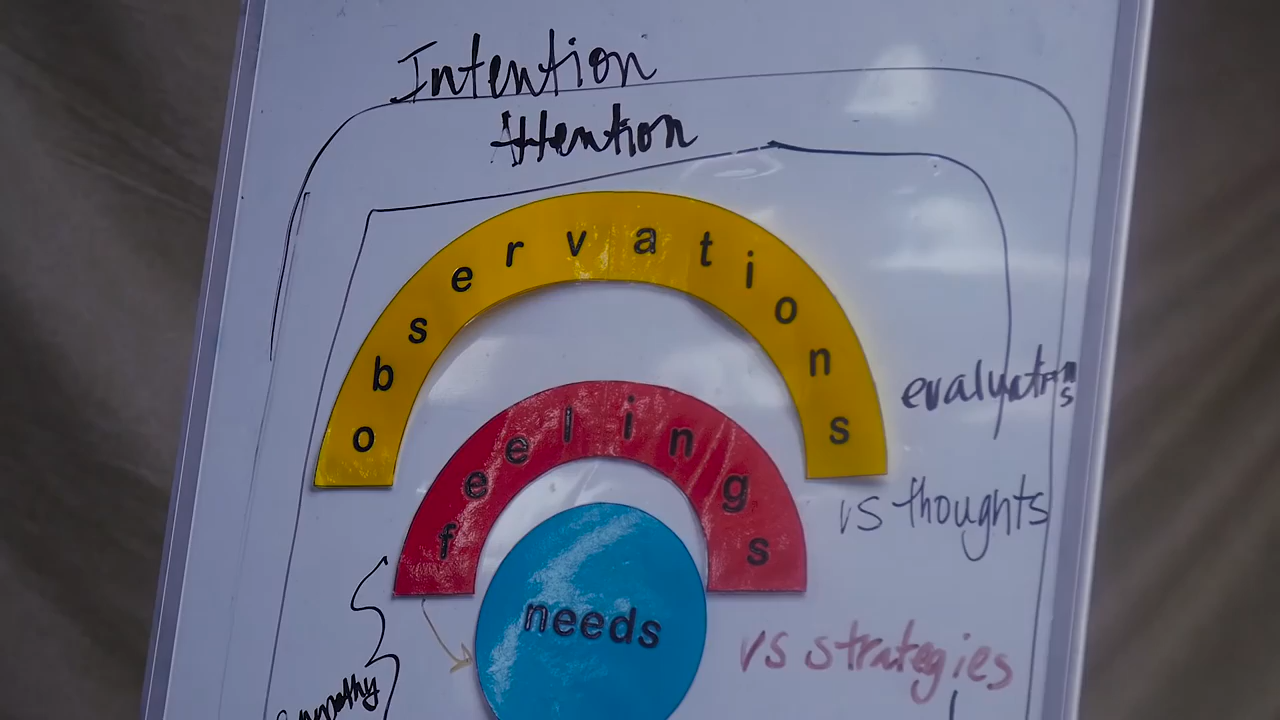 Intention
Attention
observations
evaluations
feelings
vs thoughts
needs
vs strategies